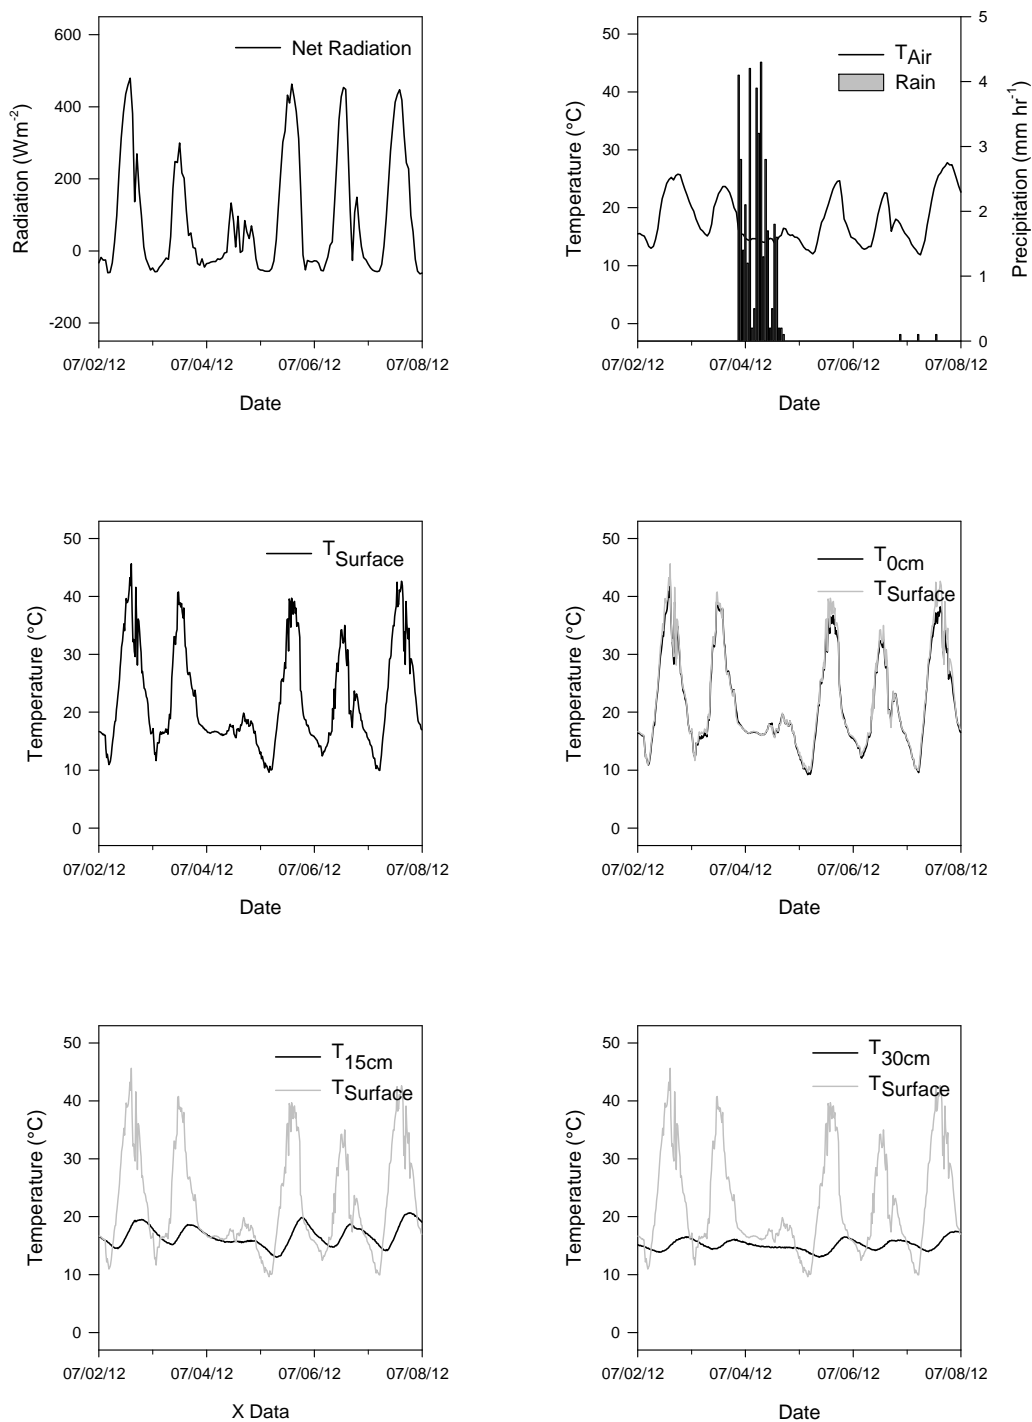 Net Radiation
600
400
200
0
-200
Radiation (Wm-2)
07/02/12 07/04/12 07/06/12 07/08/12
Date
TAir
Rain
50
40
30
20
10
0
Temperature (°C)
5
4
3
2
1
0
Precipitation (mm hr-1)
07/02/12 07/04/12 07/06/12 07/08/12
Date
TSurface
50
40
30
20
10
0
Temperature (°C)
07/02/12 07/04/12 07/06/12 07/08/12
Date
T0cm
TSurface
50
40
30
20
10
0
Temperature (°C)
07/02/12 07/04/12 07/06/12 07/08/12
Date
T15cm
TSurface
50
40
30
20
10
0
Temperature (°C)
07/02/12 07/04/12 07/06/12 07/08/12
X Data
T30cm
TSurface
50
40
30
20
10
0
Temperature (°C)
07/02/12 07/04/12 07/06/12 07/08/12
Date